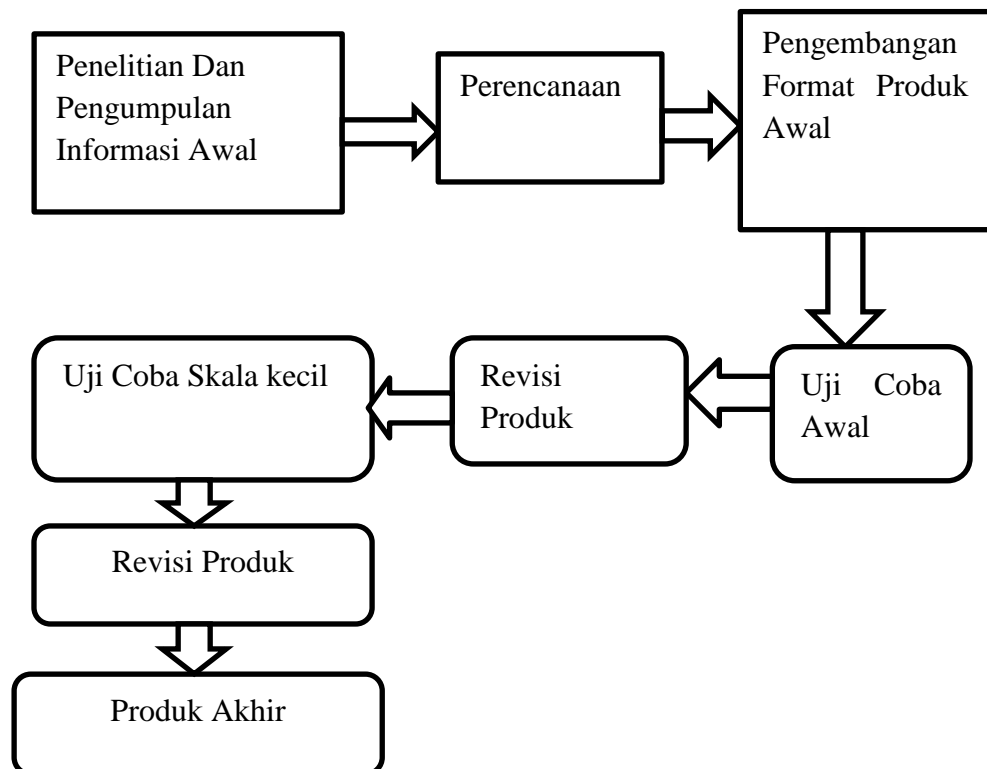 Penelitian Dan
Pengumpulan
Informasi Awal
Perencanaan
Pengembangan
Format Produk
Awal
Uji Coba
Awal
Revisi
Produk
Uji Coba Skala kecil
Revisi Produk
Produk Akhir